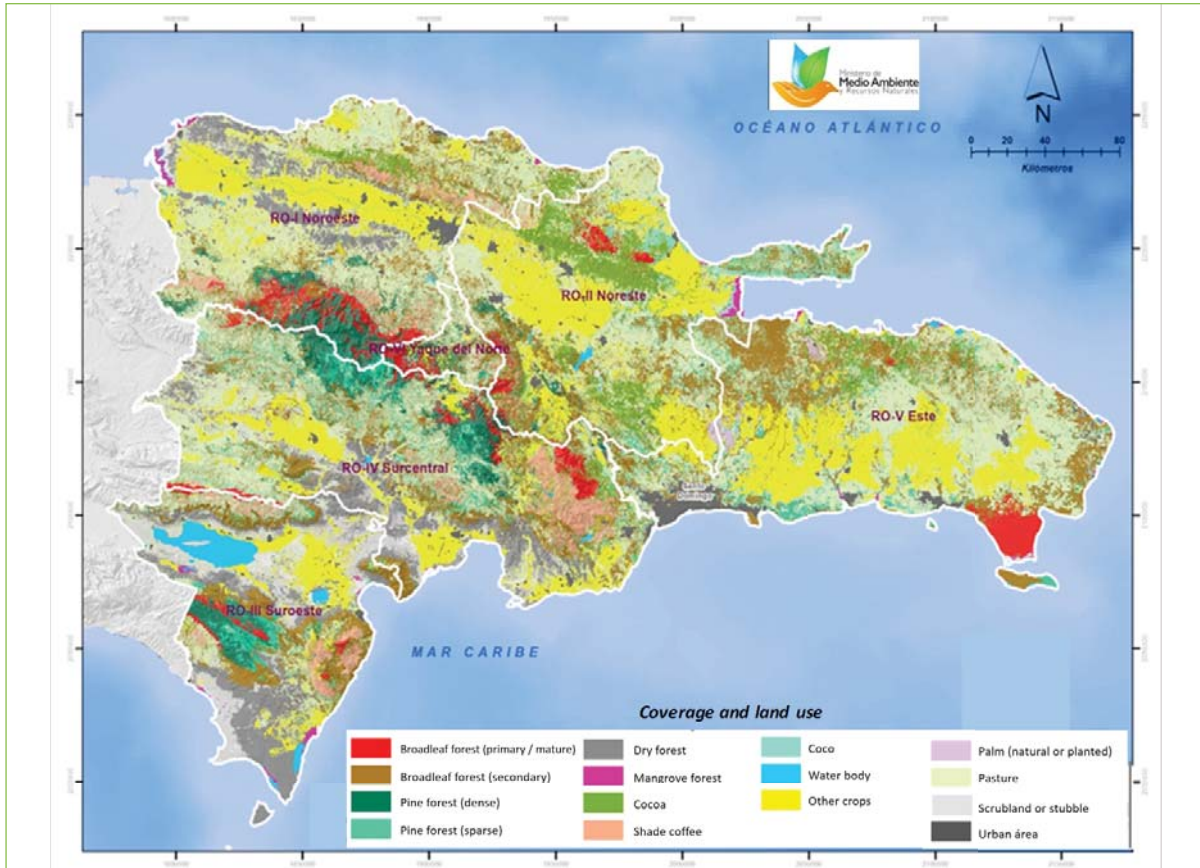 Ministerio de
Medio Ambiente
y Recursos Naturales
OCÉANO ATLÁNTICO
N
0 20 40 80
Kilómetros
RO-I Noroeste
RO-II Noreste
RO-VI Yaque del Norte
RO-V Este
RO-IV Surcentral
Santo
Domingo
RO-III Suroeste
MAR CARIBE
Coverage and land use
Broadleaf forest (primary / mature)
Broadleaf forest (secondary)
Pine forest (dense)
Pine forest (sparse)
Dry forest
Mangrove forest
Cocoa
Shade coffee
Coco
Water body
Other crops
Palm (natural or planted)
Pasture
Scrubland or stubble
Urban área